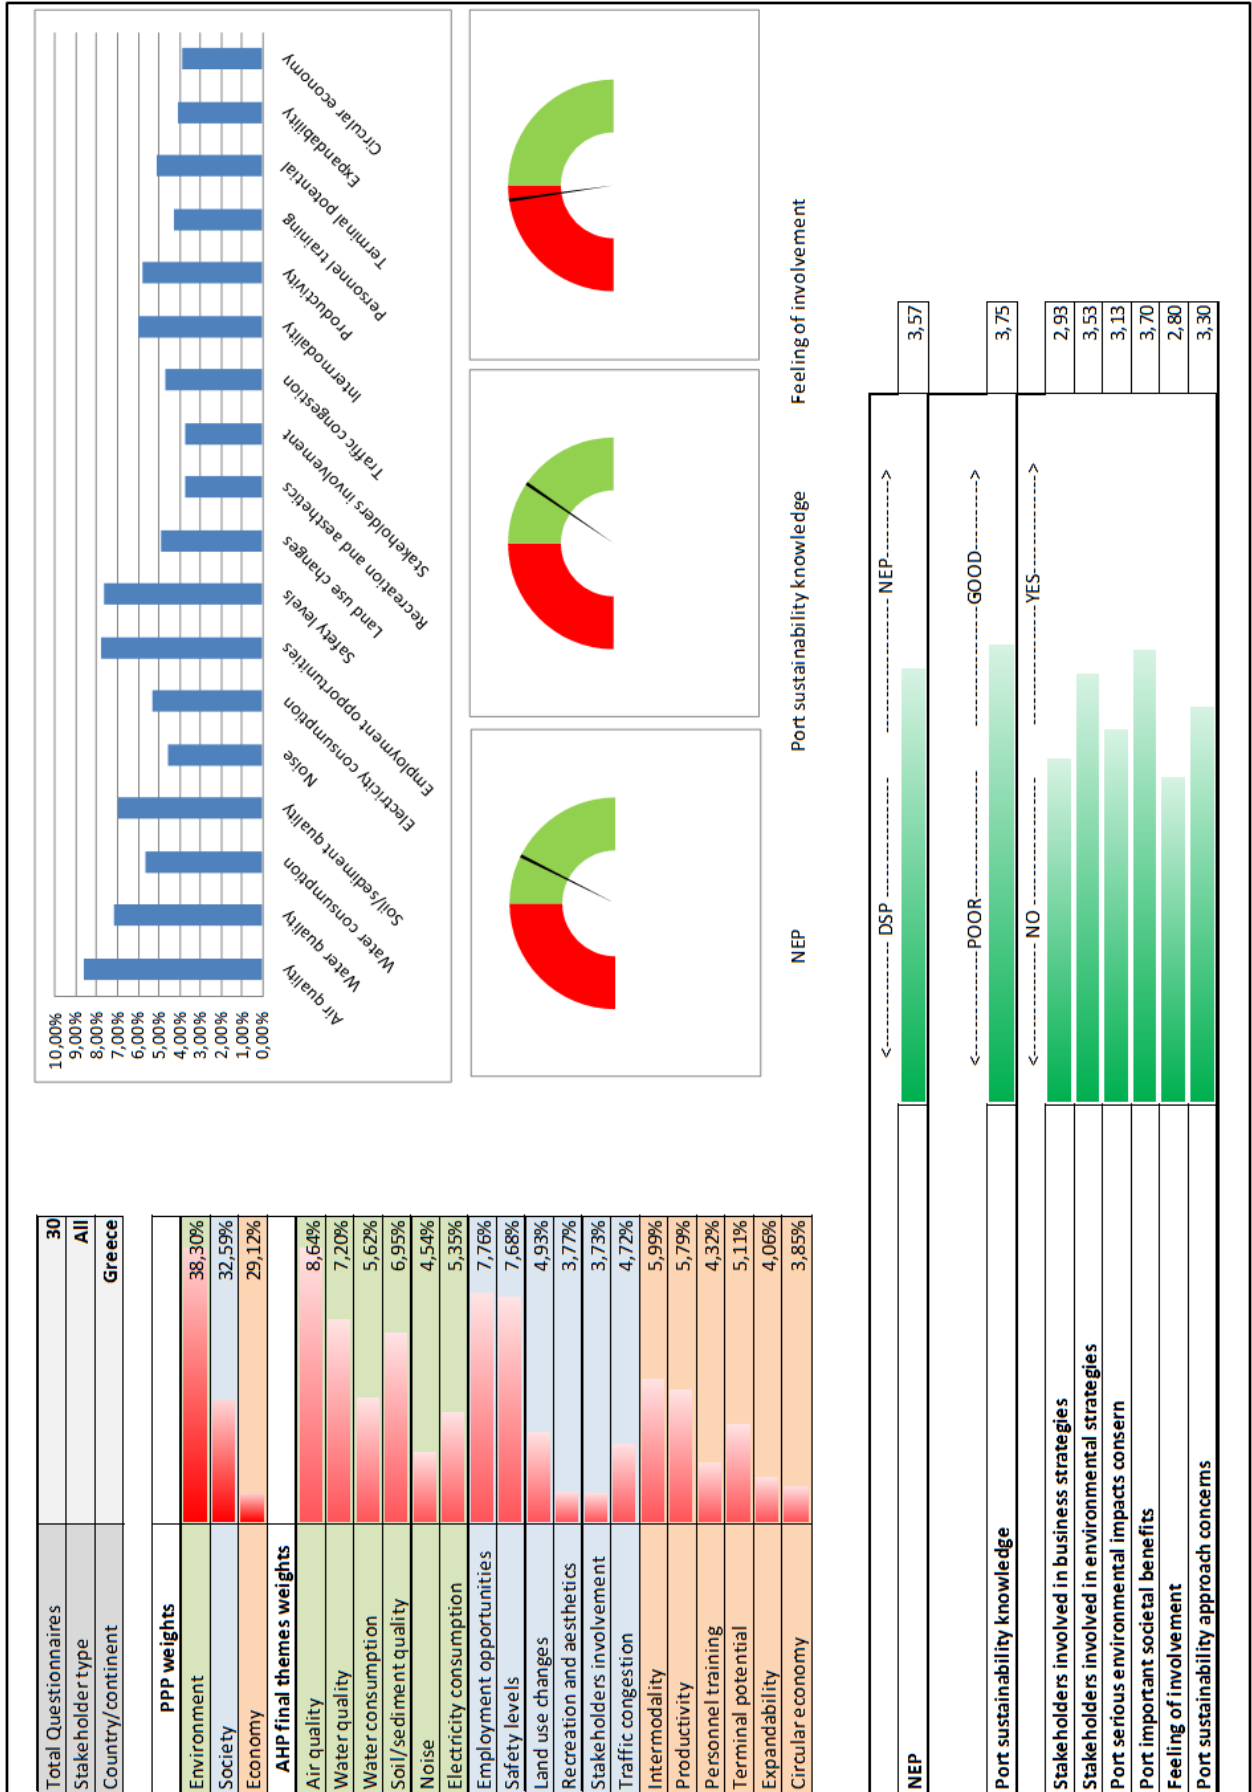 Total Questionnaires 30
Stakeholder type All
Country/continent Greece
PPP weights
Environment 38,30%
Society 32,59%
Economy 29,12%
AHP final themes weights
Air quality 8,64%
Water quality 7,20%
Water consumption 5,62%
Soil/sediment quality 6,95%
Noise 4,54%
Electricity consumption 5,35%
Employment opportunities 7,76%
Safety levels 7,68%
Land use changes 4,93%
Recreation and aesthetics 3,77%
Stakeholders involvement 3,73%
Traffic congestion 4,72%
Intermodality 5,99%
Productivity 5,79%
Personnel training 4,32%
Terminal potential 5,11%
Expandability 4,06%
Circular economy 3,85%
10,00%
9,00%
8,00%
7,00%
6,00%
5,00%
4,00%
3,00%
2,00%
1,00%
0,00%
Air quality
Water quality
Water consumption
Soil/sediment quality
Noise
Electricity consumption
Employment opportunities
Safety levels
Land use changes
Recreation and aesthetics
Stakeholders involvement
Traffic congestion
Intermodality
Productivity
Personnel training
Terminal potential
Expandability
Circular economy
NEP
Port sustainability knowledge
Feeling of involvement
<-------------- DSP -------------- -------------- NEP-------------->
NEP 3,57
<--------------POOR-------------- --------------GOOD-------------->
Port sustainability knowledge 3,75
<-------------- NO -------------- --------------YES-------------->
Stakeholders involved in business strategies 2,93
Stakeholders involved in environmental strategies 3,53
Port serious environmental impacts consern 3,13
Port important societal benefits 3,70
Feeling of involvement 2,80
Port sustainability approach concerns 3,30